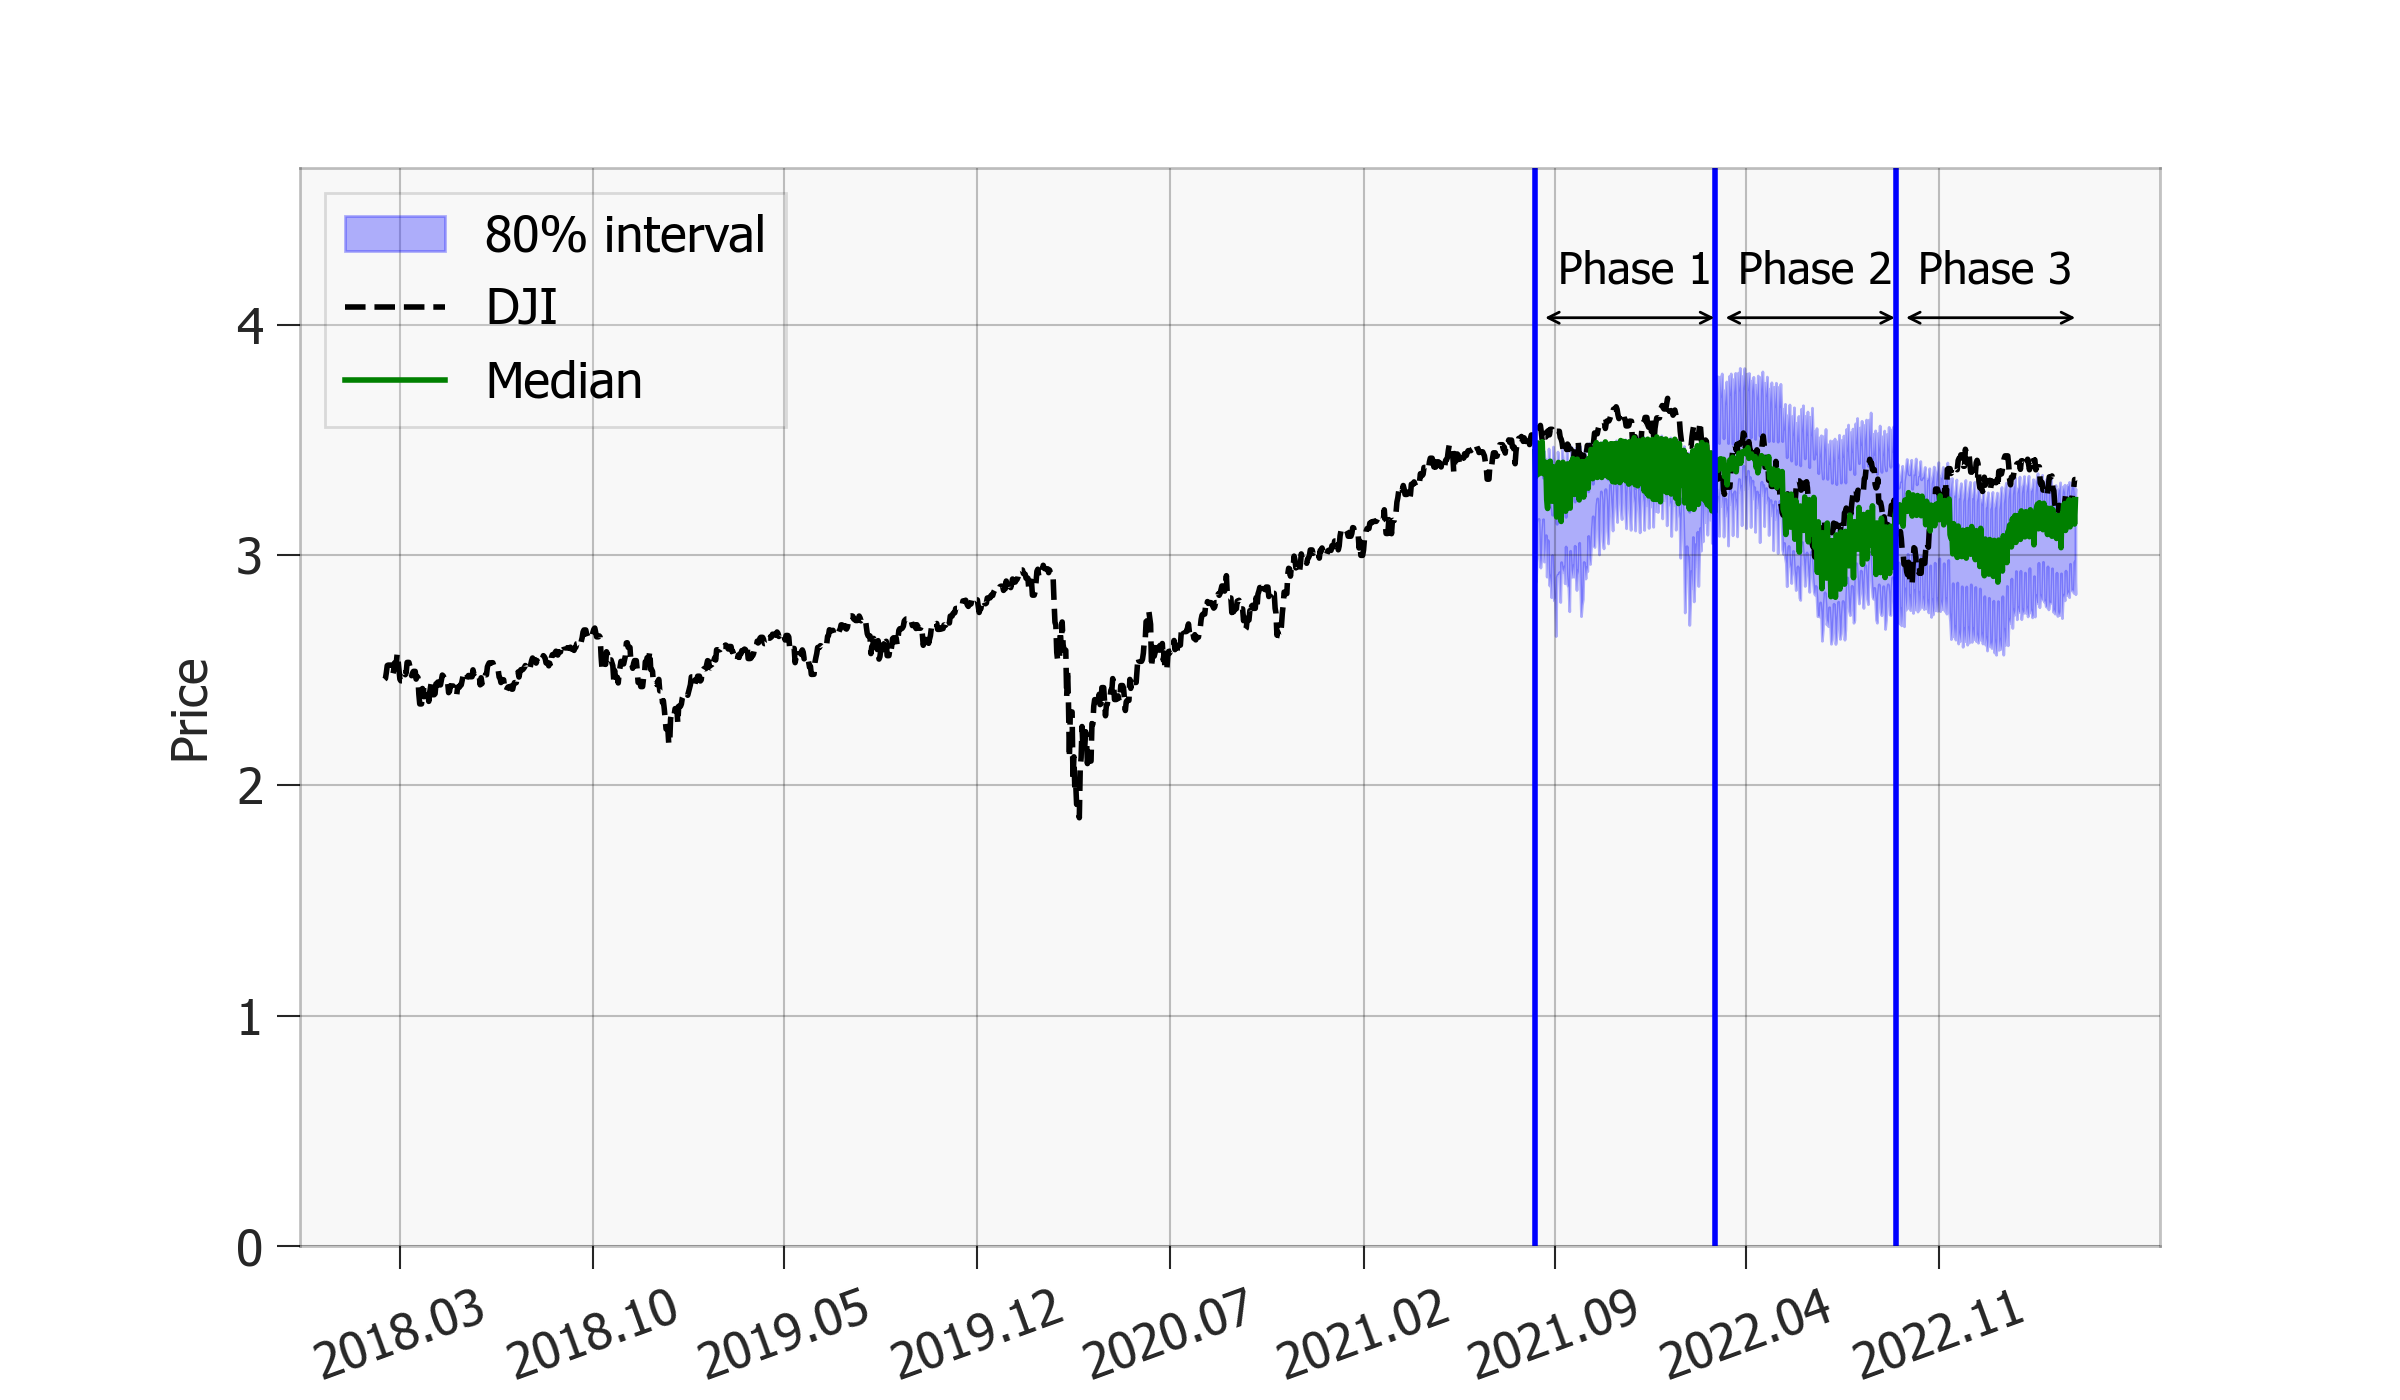 80% interval
DJI
Median
Phase 1
Phase 2
Phase 3
4
3
2
1
0
Price
2018.03
2018.10
2019.05
2019.12
2020.07
2021.02
2021.09
2022.04
2022.11